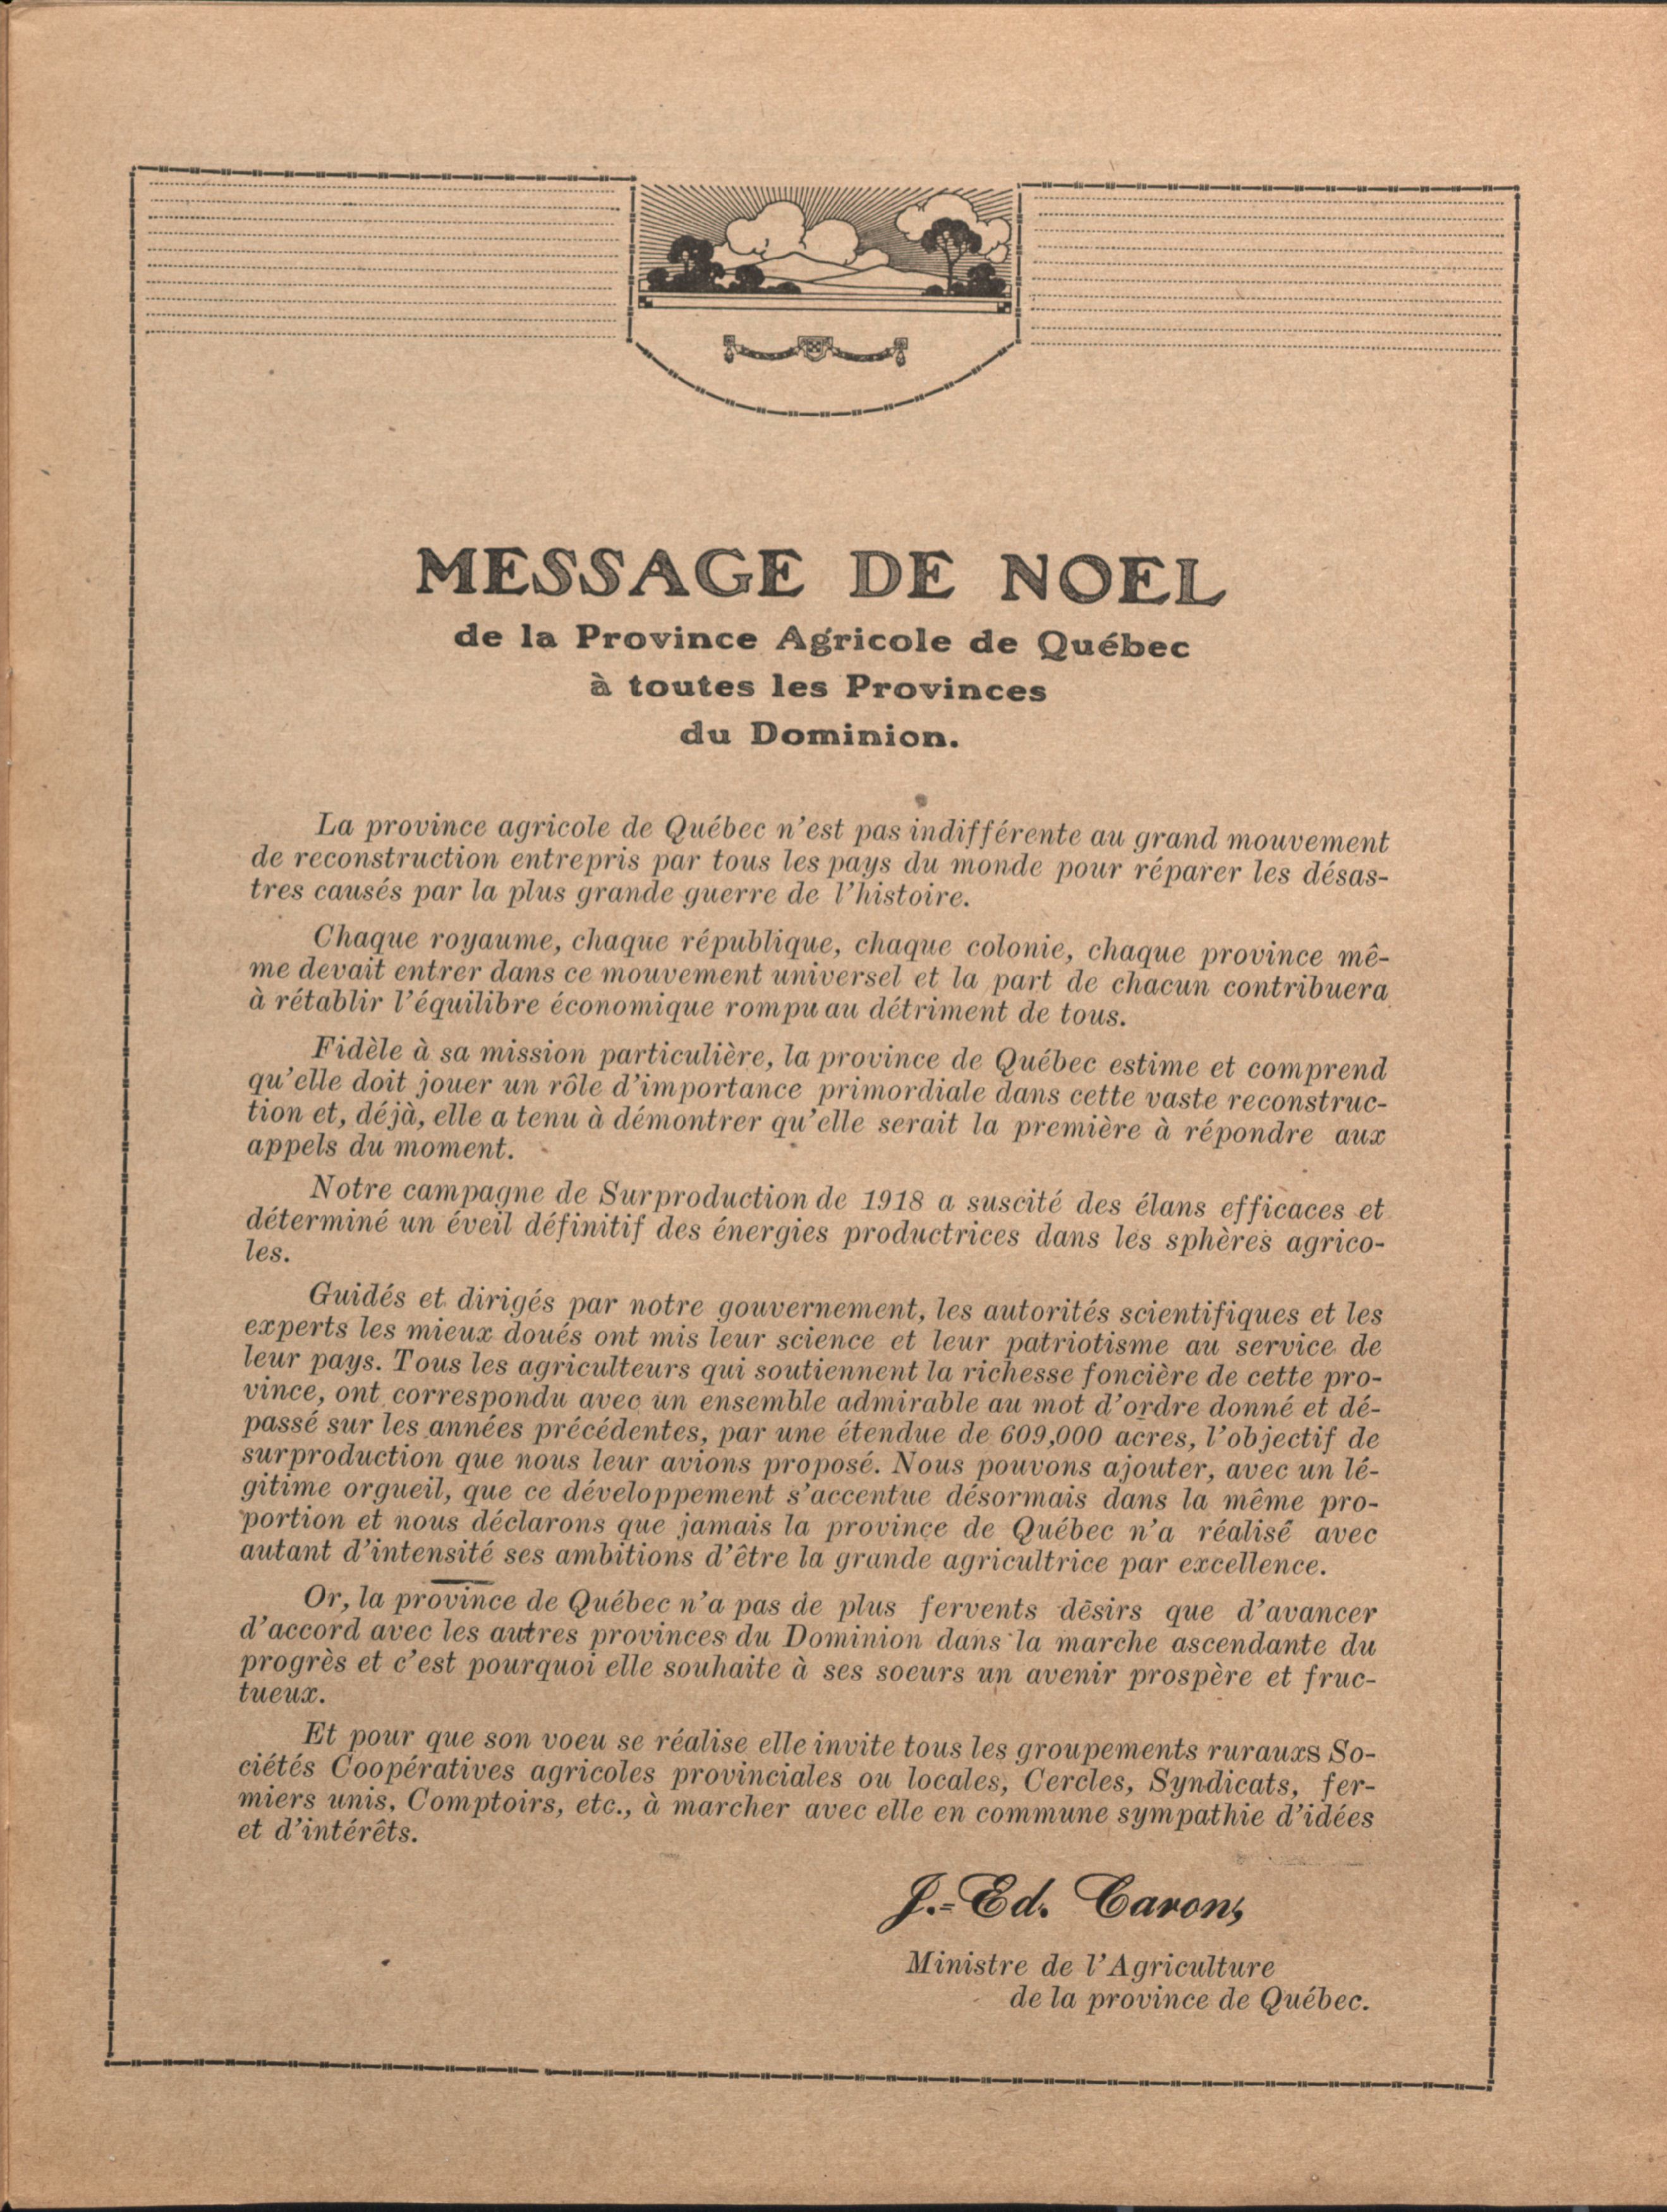 MESSAGE DE NOEL
de la Province Agricole de Québec
à toutes les Provinces
du Dominion.
La province agricole de Québec n'est pas indifférente au grand mouvement
de reconstruction entrepris par tous les pays du monde pour réparer les désas-
tres causés par la plus grande guerre de l'histoire.
Chaque royaume, chaque république, chaque colonie, chaque province mê-
me devait entrer dans ce mouvement universel et la part de chacun contribuera
à rétablir l'équilibre économique rompu au détriment de tous.
Fidèle à sa mission particulière, la province de Québec estime et comprend
qu'elle doit jouer un rôle d'importance primordiale dans cette vaste reconstruc-
tion et, déjà, elle a tenu à démontrer qu'elle serait la première à répondre aux
appels du moment.
Notre campagne de Surproduction de 1918 a suscité des élans efficaces et
déterminé un éveil définitif des énergies productrices dans les sphères agrico-
les.
Guidés et dirigés par notre gouvernement, les autorités scientifiques et les
experts les mieux doués ont mis leur science et leur patriotisme au service de
leur pays. Tous les agriculteurs qui soutiennent la richesse foncière de cette pro-
vince, ont correspondu avec un ensemble admirable au mot d'ordre donné et dé-
passé sur les années précédentes, par une étendue de 609,000 acres, l'objectif de
surproduction que nous leur avions proposé. Nous pouvons ajouter, avec un lé-
gitime orgueil, que ce développement s'accentue désormais dans la même pro-
portion et nous déclarons que jamais la province de Québec n'a réalisé avec
autant d'intensité ses ambitions d'être la grande agricultrice par excellence.
Or, la province de Québec n'a pas de plus fervents désirs que d'avancer
d'accord avec les autres provinces du Dominion dans la marche ascendante du
progrès et c'est pourquoi elle souhaite à ses soeurs un avenir prospère et fruc-
tueux.
Et pour que son voeu se réalise elle invite tous les groupements rurauxs So-
ciétés Coopératives agricoles provinciales ou locales, Cercles, Syndicats, fer-
miers unis, Comptoirs, etc., à marcher avec elle en commune sympathie d'idées
et d'intérêts.
J.-Ed. Caron,
Ministre de l'Agriculture
de la province de Québec.